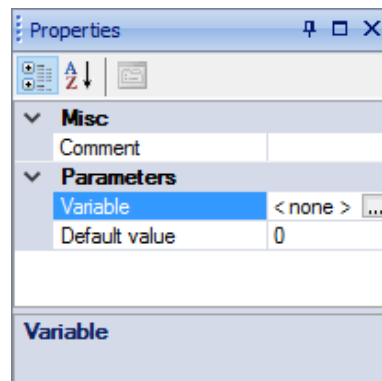 Properties
A
Z
Misc
Comment
Parameters
Variable < none > ...
Default value 0
Variable